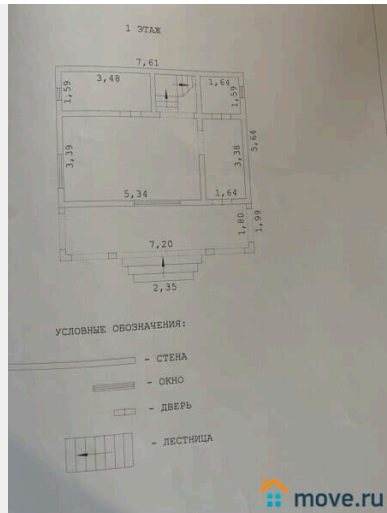 1 ЭТАЖ
7,61
3,48
1,64
1,59
1,59
3,39
3,38
5,64
5,34
1,64
1,80
1,99
7,20
2,35
УСЛОВНЫЕ ОБОЗНАЧЕНИЯ:
- СТЕНА
- ОКНО
- ДВЕРЬ
- ЛЕСТНИЦА
move.ru